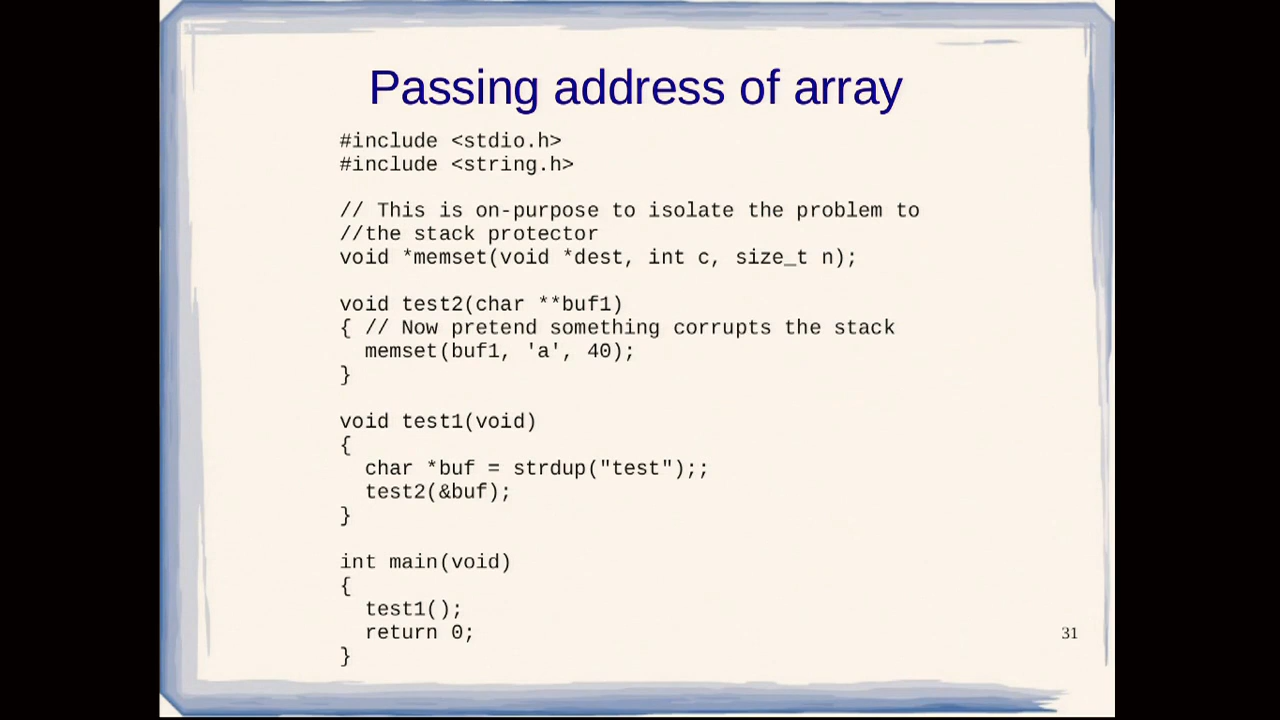 Passing address of array
#include <stdio.h>
#include <string.h>
// This is on-purpose to isolate the problem to
//the stack protector
void *memset(void *dest, int c, size_t n);
void test2(char **buf1)
{ // Now pretend something corrupts the stack
  memset(buf1, 'a', 40);
}
void test1(void)
{
  char *buf = strdup("test");;
  test2(&buf);
}
int main(void)
{
  test1();
  return 0;
}
31